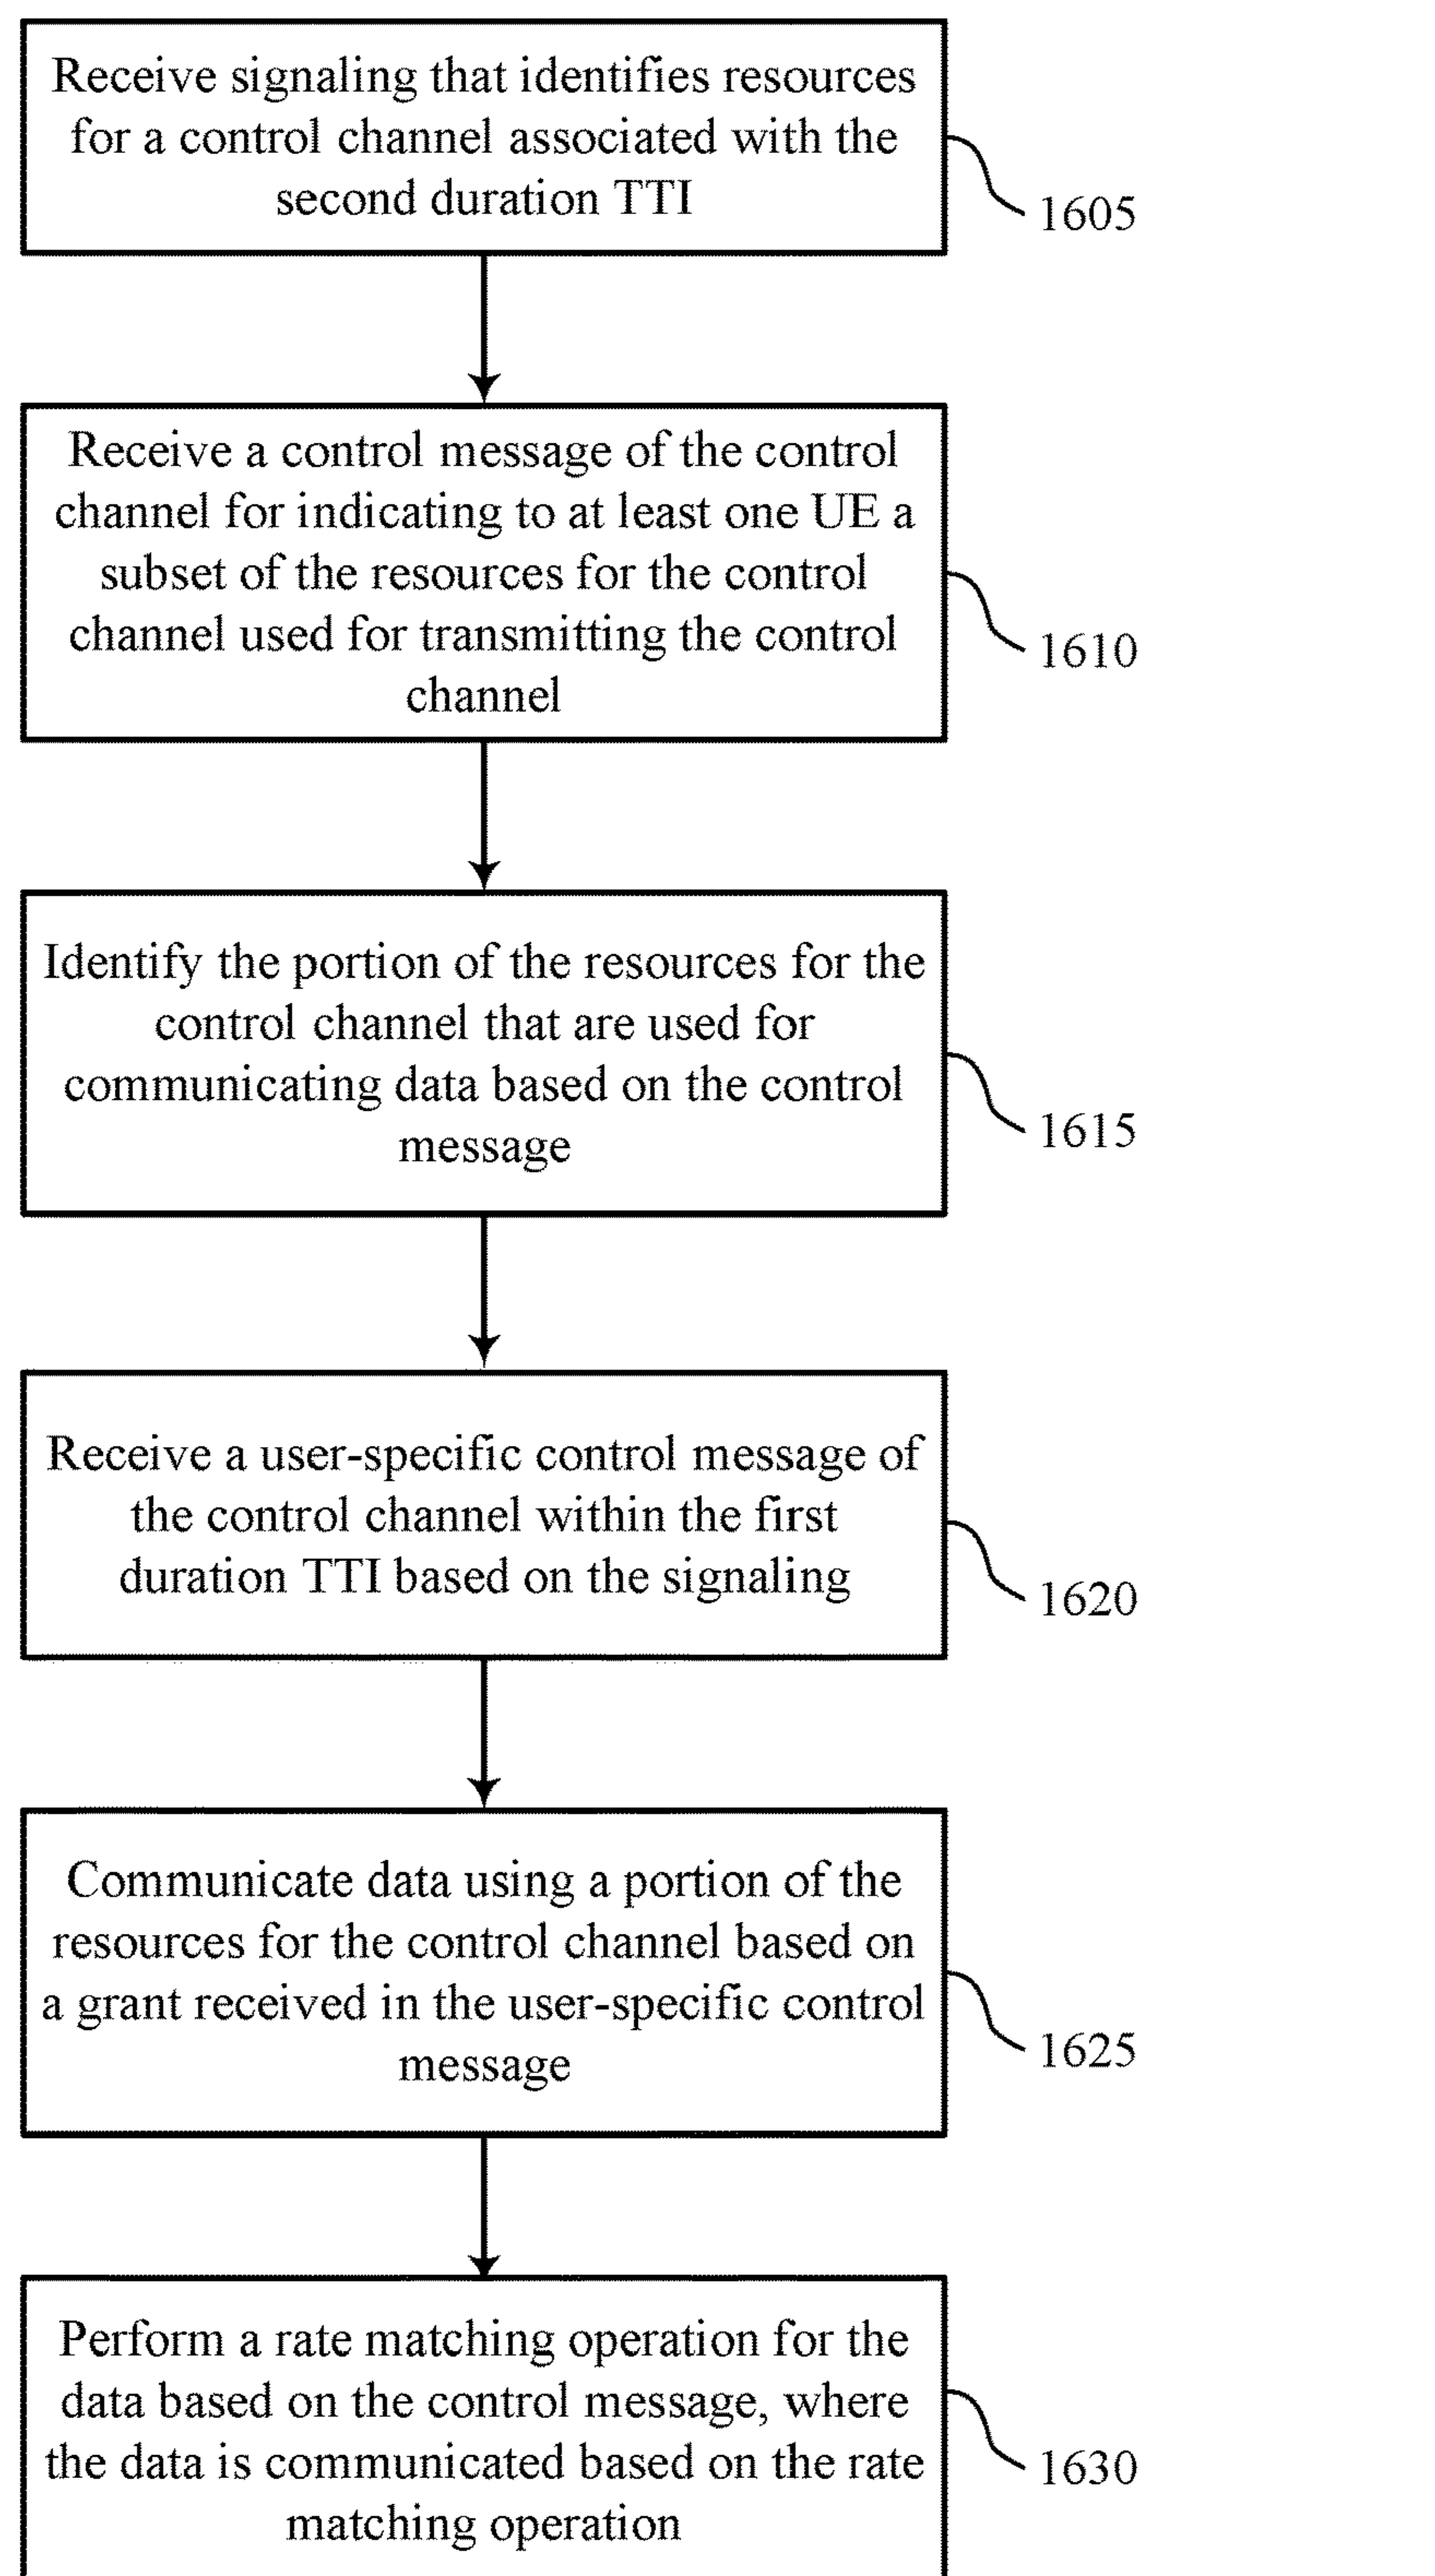 Receive signaling that identifies resources
for a control channel associated with the
second duration TTI
1605
Receive a control message of the control
channel for indicating to at least one UE a
subset of the resources for the control
channel used for transmitting the control
channel
1610
Identify the portion of the resources for the
control channel that are used for
communicating data based on the control
message
1615
Receive a user-specific control message of
the control channel within the first
duration TTI based on the signaling
1620
Communicate data using a portion of the
resources for the control channel based on
a grant received in the user-specific control
message
1625
Perform a rate matching operation for the
data based on the control message, where
the data is communicated based on the rate
matching operation
1630